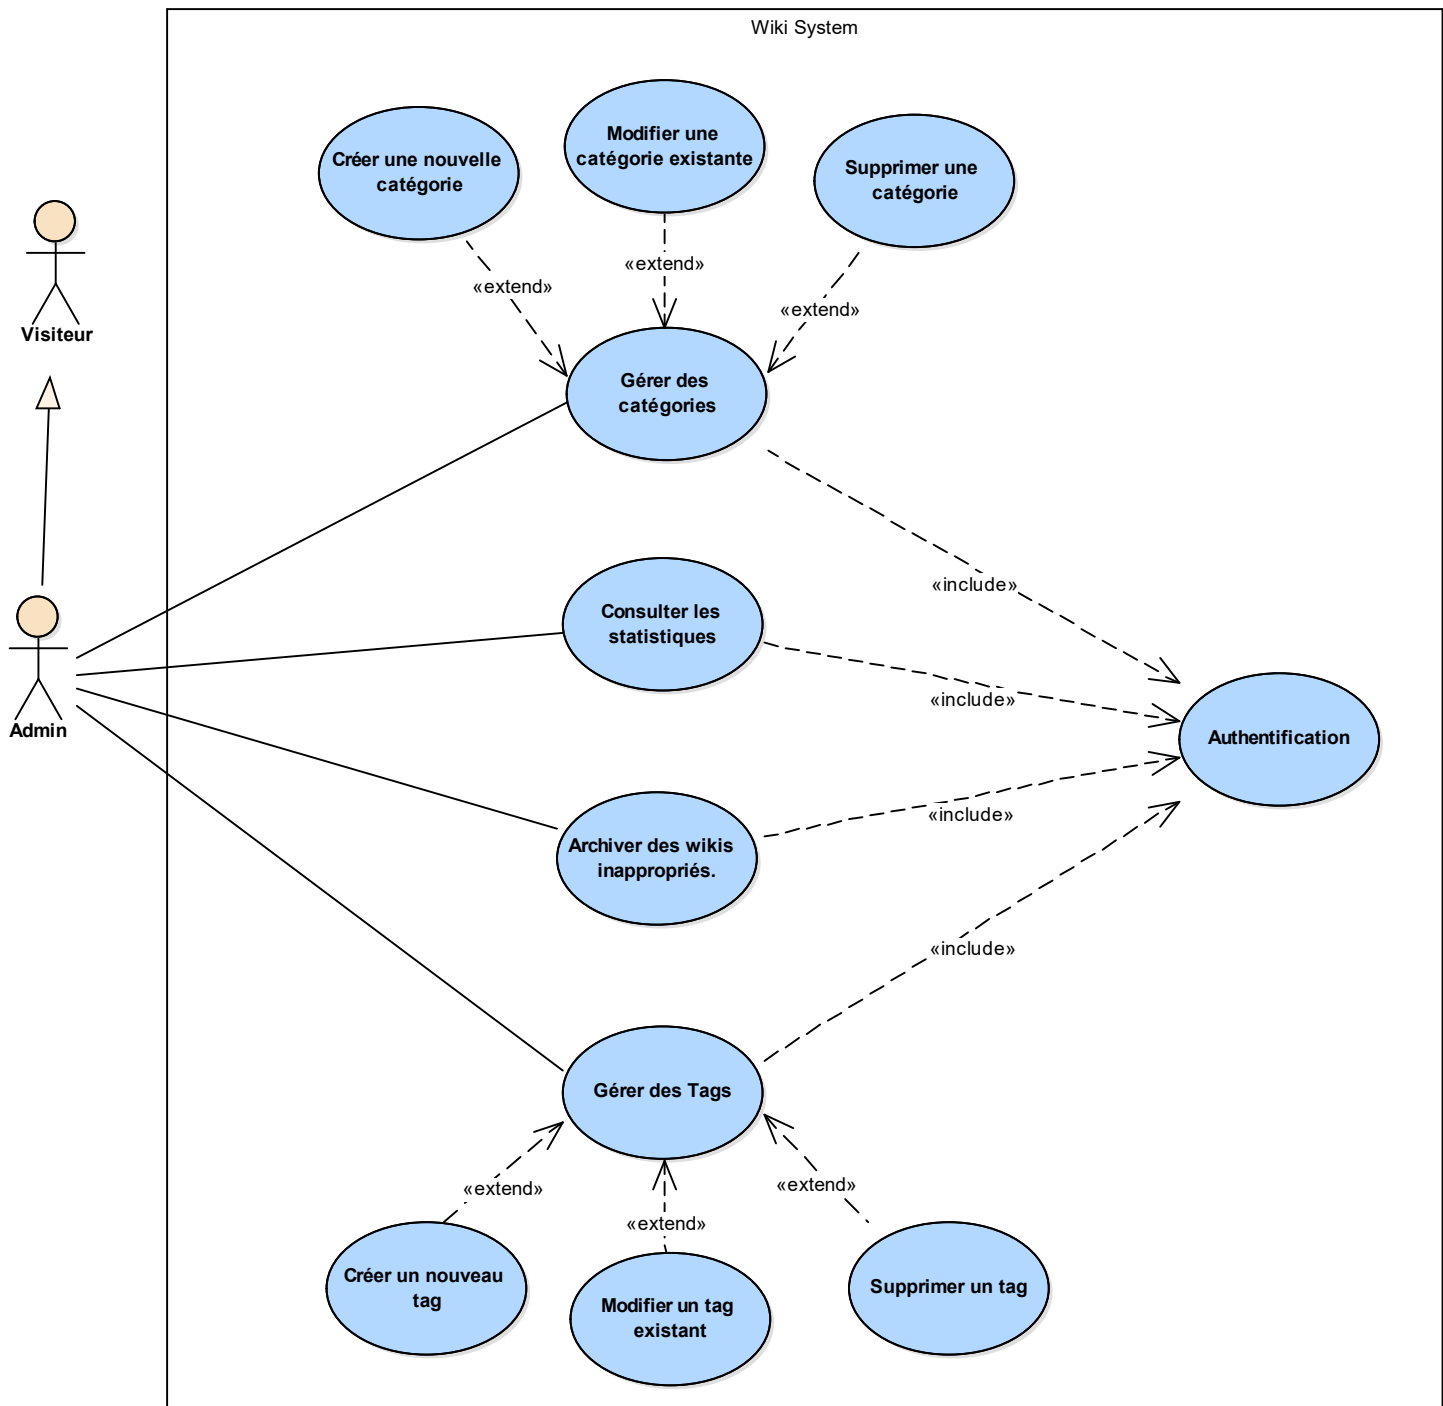 Wiki System
Créer une nouvelle
catégorie
Modifier une
catégorie existante
Supprimer une
catégorie
«extend»
«extend»
«extend»
Visiteur
Gérer des
catégories
«include»
Consulter les
statistiques
«include»
Admin
Authentification
Archiver des wikis
inappropriés.
«include»
«include»
Gérer des Tags
«extend»
«extend»
«extend»
Créer un nouveau
tag
Modifier un tag
existant
Supprimer un tag